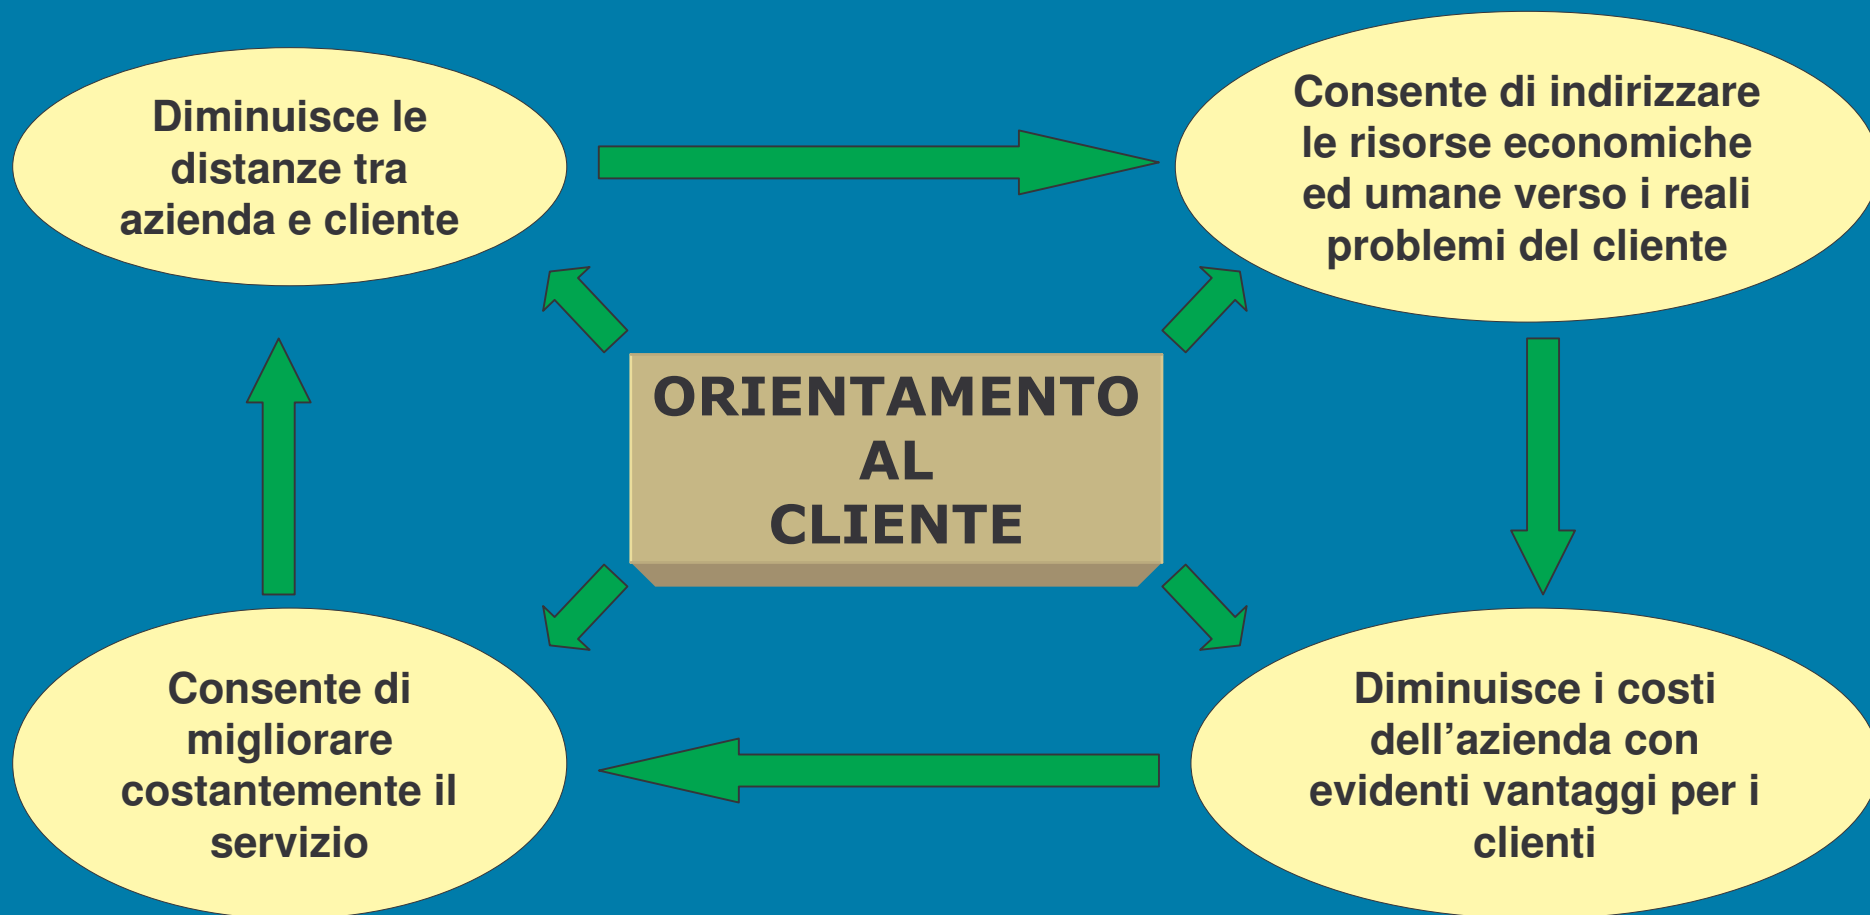 Diminuisce le
distanze tra
azienda e cliente
Consente di indirizzare
le risorse economiche
ed umane verso i reali
problemi del cliente
ORIENTAMENTO
AL
CLIENTE
Consente di
migliorare
costantemente il
servizio
Diminuisce i costi
dell’azienda con
evidenti vantaggi per i
clienti